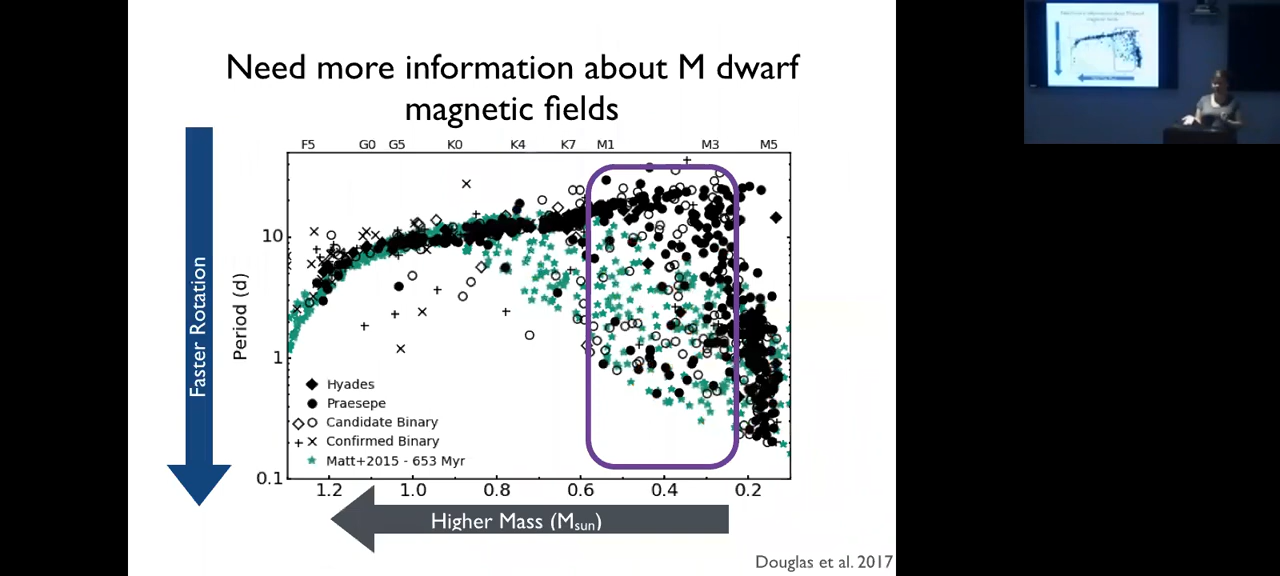 Need more information about M dwarf
magnetic fields
F5 G0 G5 K0 K4 K7 M1 M3 M5
Faster Rotation
Period (d)
10
1
0.1
Hyades
Praesepe
Candidate Binary
Confirmed Binary
Matt+2015 - 653 Myr
1.2 1.0 0.8 0.6 0.4 0.2
Higher Mass (Msun)
Douglas et al. 2017